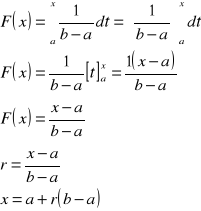 F(x) = ₐˣ 1/(b−a) dt = 1/(b−a) ₐˣ dt
F(x) = 1/(b−a) [t]ₐˣ = 1(x−a)/(b−a)
F(x) = (x−a)/(b−a)
r = (x−a)/(b−a)
x = a+r(b−a)